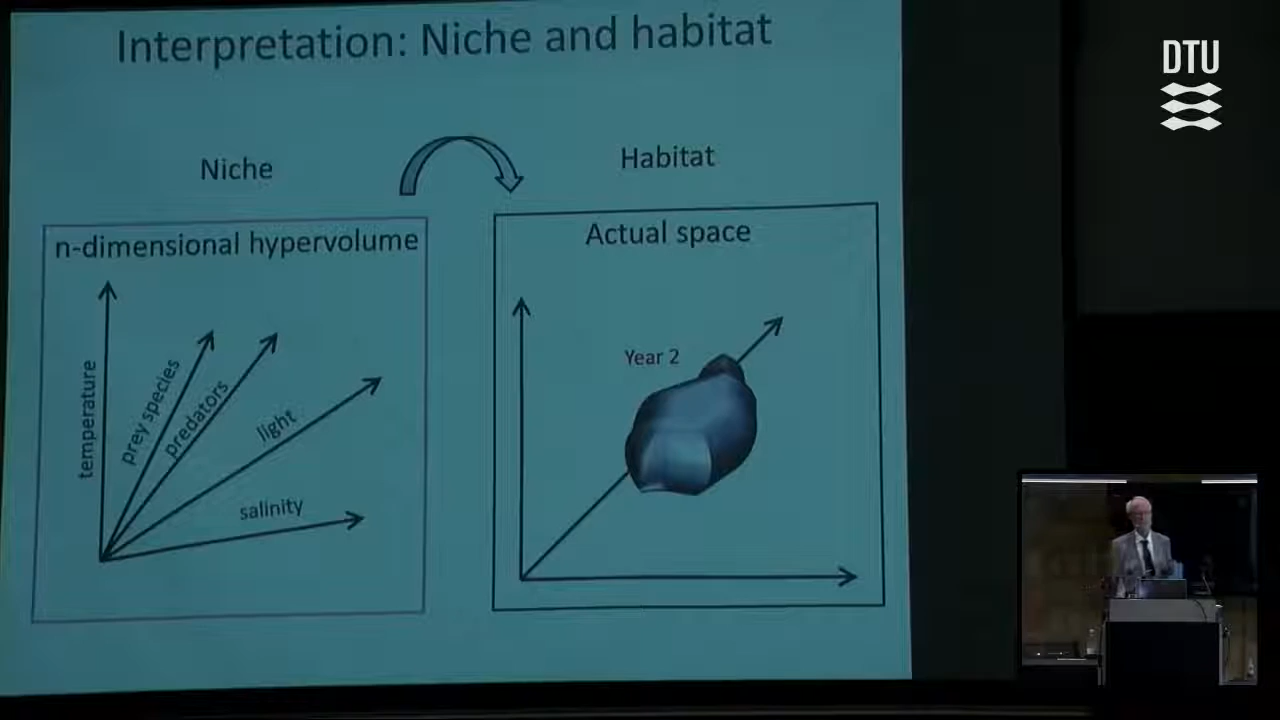 Interpretation: Niche and habitat
DTU
Niche
Habitat
n-dimensional hypervolume
Actual space
temperature
prey species
predators
light
salinity
Year 2